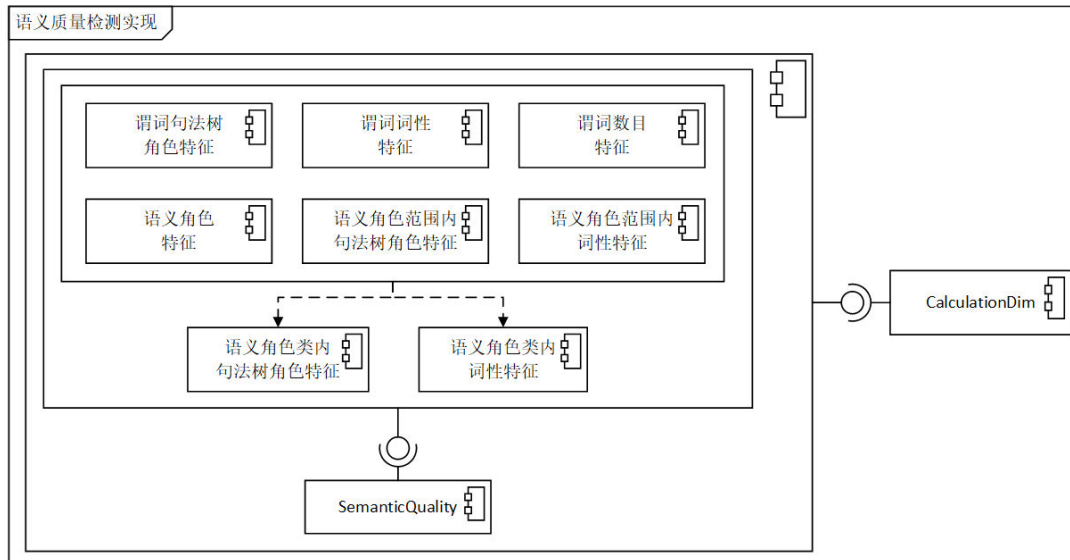 语义质量检测实现
谓词句法树
角色特征
谓词词性
特征
谓词数目
特征
语义角色
特征
语义角色范围内
句法树角色特征
语义角色范围内
词性特征
语义角色类内
句法树角色特征
语义角色类内
词性特征
CalculationDim
SemanticQuality